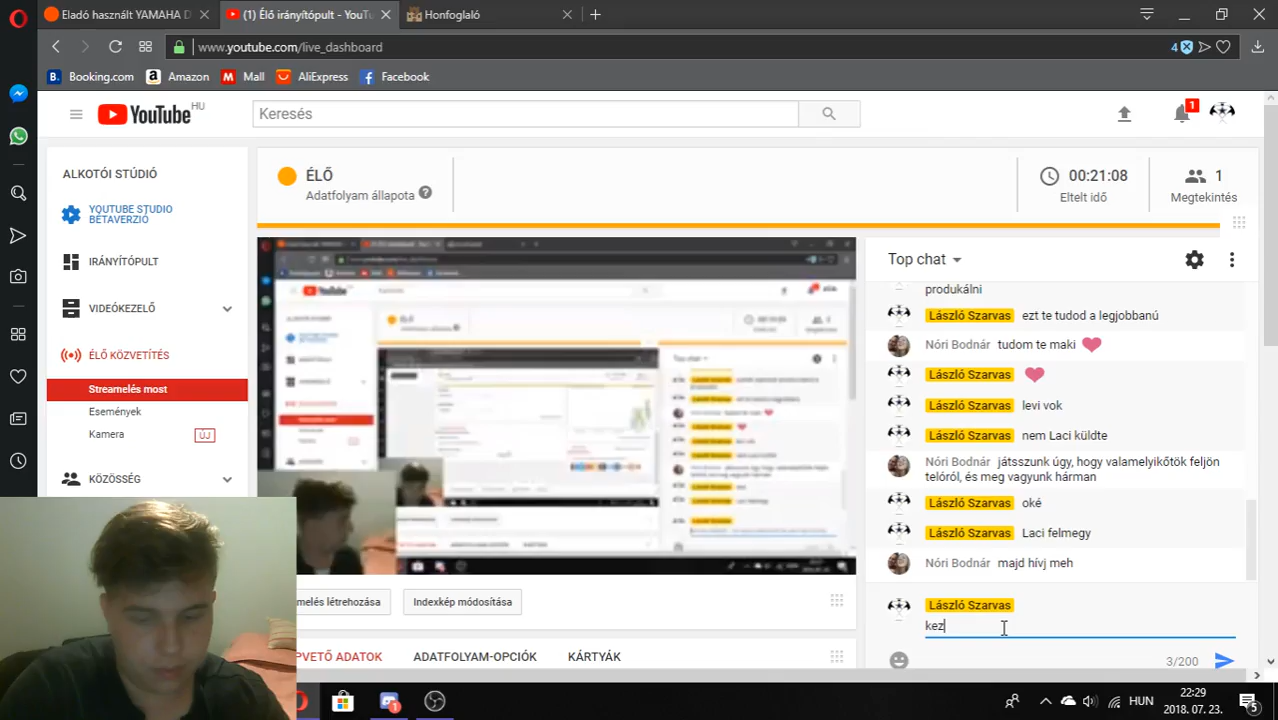 Eladó használt YAMAHA D
(1) Élő irányítópult - YouTu
Honfoglaló
www.youtube.com/live_dashboard
4
B. Booking.com
Amazon
Mall
AliExpress
Facebook
YouTube HU
Keresés
1
ALKOTÓI STÚDIÓ
YOUTUBE STUDIO
BÉTAVERZIÓ
IRÁNYÍTÓPULT
VIDEÓKEZELŐ
ÉLŐ KÖZVETÍTÉS
Streamelés most
Események
Kamera ÚJ
KÖZÖSSÉG
ÉLŐ
Adatfolyam állapota
00:21:08
Eltelt idő
1
Megtekintés
Top chat
produkálni
László Szarvas ezt te tudod a legjobbanú
Nóri Bodnár tudom te maki
László Szarvas
László Szarvas levi vok
László Szarvas nem Laci küldte
Nóri Bodnár játsszunk úgy, hogy valamelyikőtök feljön
telóról, és meg vagyunk hárman
László Szarvas oké
László Szarvas Laci felmegy
Nóri Bodnár majd hívj meh
László Szarvas
kez
3/200
melés létrehozása
Indexkép módosítása
PVETŐ ADATOK
ADATFOLYAM-OPCIÓK
KÁRTYÁK
HUN
22:29
2018. 07. 23.
5